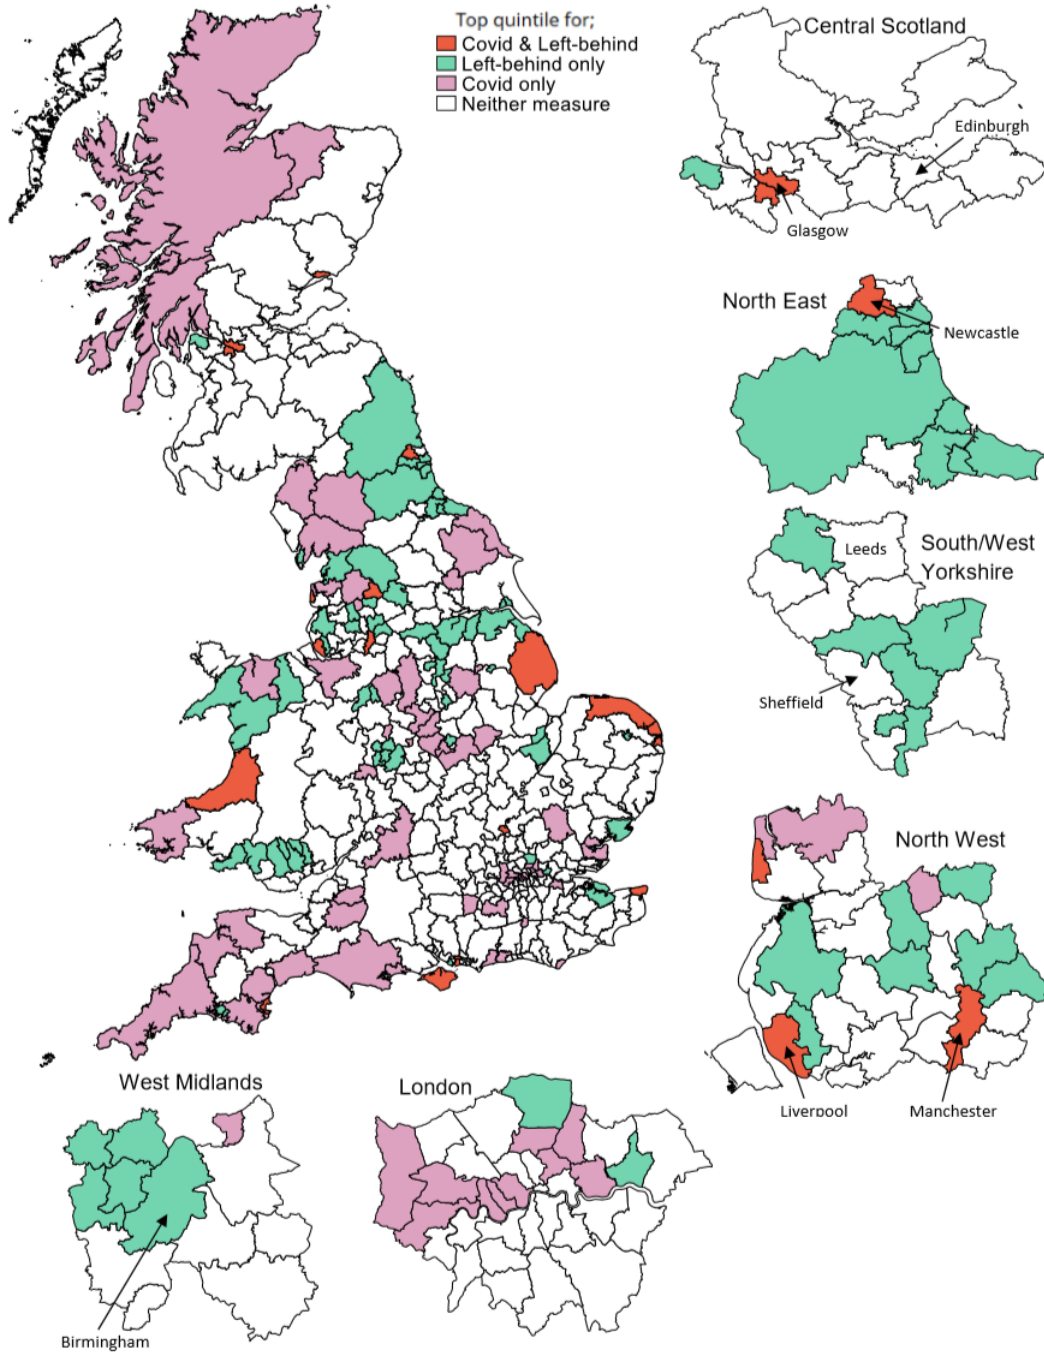 Top quintile for;
Covid & Left-behind
Left-behind only
Covid only
Neither measure
Central Scotland
Edinburgh
Glasgow
North East
Newcastle
Leeds
South/West
Yorkshire
Sheffield
North West
Liverpool
Manchester
West Midlands
Birmingham
London